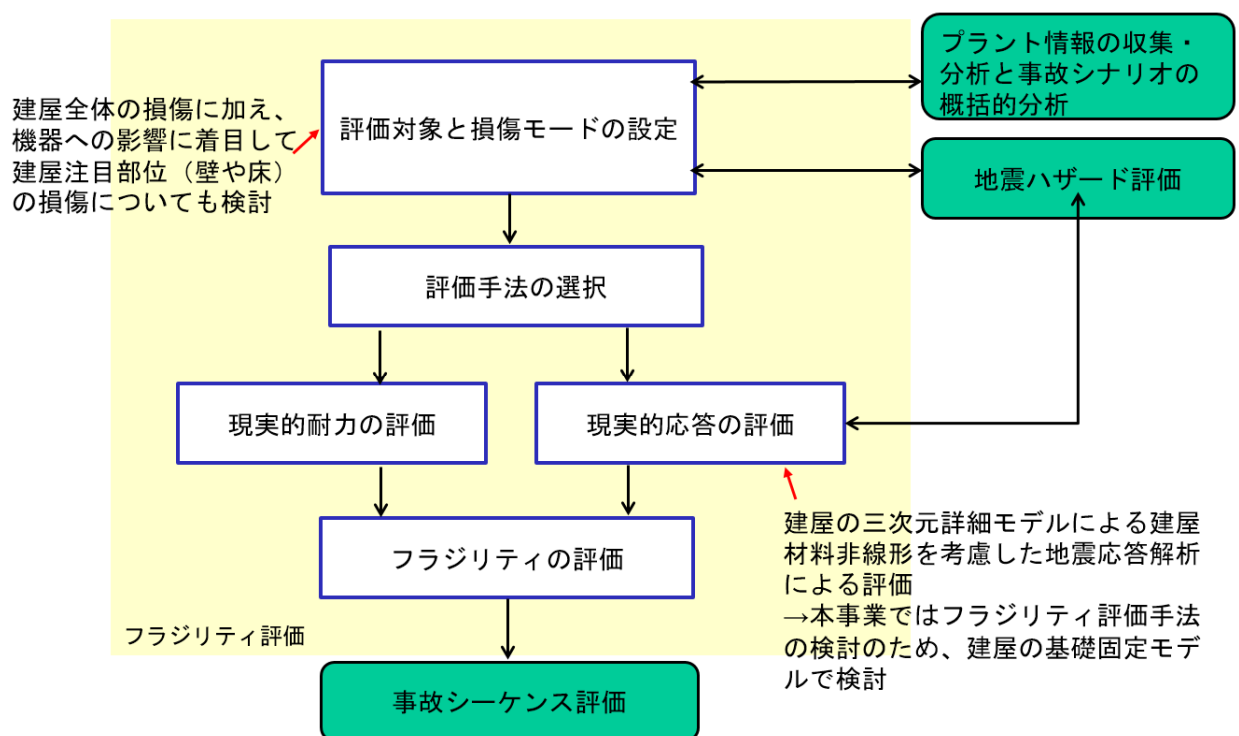 プラント情報の収集・
分析と事故シナリオの
概括的分析
建屋全体の損傷に加え、
機器への影響に着目して
建屋注目部位（壁や床）
の損傷についても検討
評価対象と損傷モードの設定
地震ハザード評価
評価手法の選択
現実的耐力の評価
現実的応答の評価
建屋の三次元詳細モデルによる建屋
材料非線形を考慮した地震応答解析
による評価
→本事業ではフラジリティ評価手法
の検討のため、建屋の基礎固定モデ
ルで検討
フラジリティの評価
フラジリティ評価
事故シーケンス評価